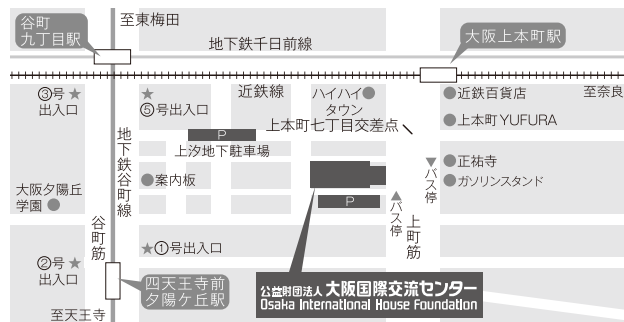 谷町
九丁目駅
至東梅田
地下鉄千日前線
大阪上本町駅
③号★
出入口
★
⑤号出入口
近鉄線
ハイハイ
タウン
近鉄百貨店
至奈良
上本町七丁目交差点
上本町YUFURA
P
上汐地下駐車場
地下鉄谷町線
正祐寺
バス停
ガソリンスタンド
案内板
大阪夕陽丘
学園
P
バス停
谷町筋
上町筋
★①号出入口
②号★
出入口
四天王寺前
夕陽ケ丘駅
公益財団法人 大阪国際交流センター
Osaka International House Foundation
至天王寺